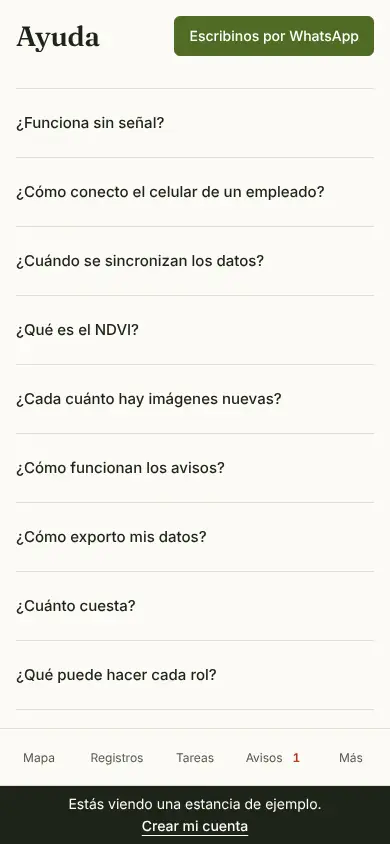 Ayuda
Escribinos por WhatsApp
¿Funciona sin señal?
¿Cómo conecto el celular de un empleado?
¿Cuándo se sincronizan los datos?
¿Qué es el NDVI?
¿Cada cuánto hay imágenes nuevas?
¿Cómo funcionan los avisos?
¿Cómo exporto mis datos?
¿Cuánto cuesta?
¿Qué puede hacer cada rol?
Mapa Registros Tareas Avisos 1 Más
Estás viendo una estancia de ejemplo.
Crear mi cuenta